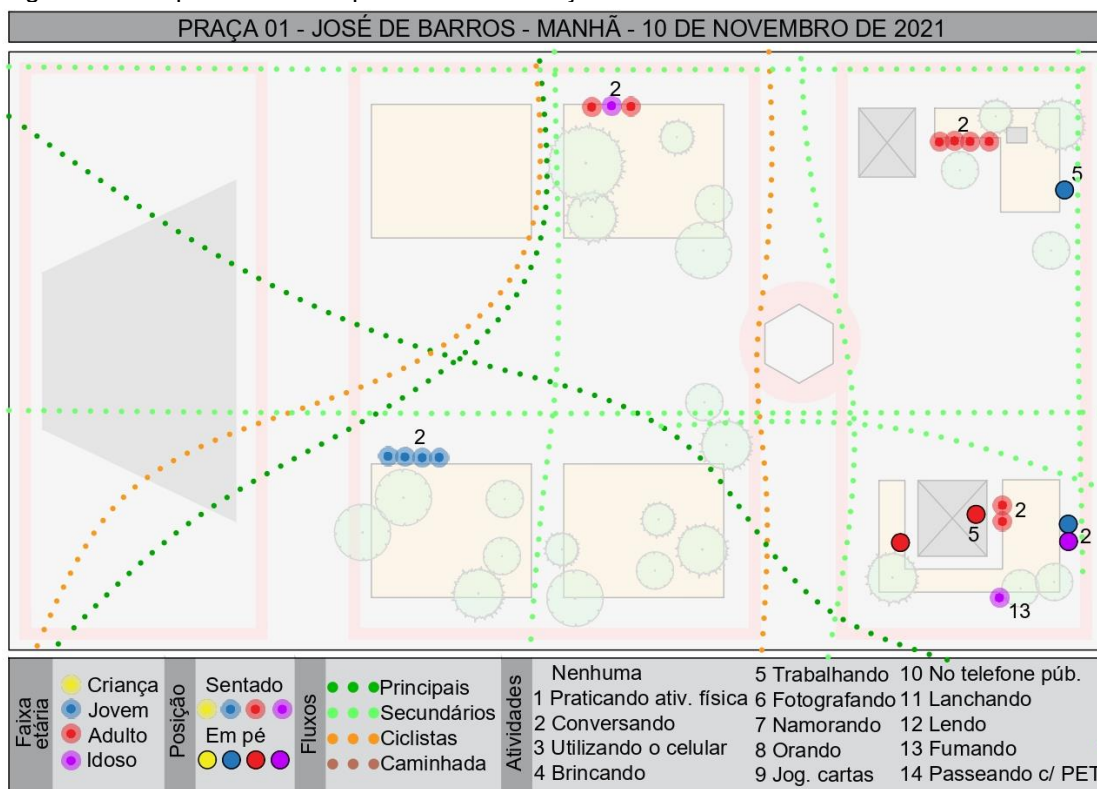 PRAÇA 01 - JOSÉ DE BARROS - MANHÃ - 10 DE NOVEMBRO DE 2021
2
2
5
2
2
5
2
13
Faixa etária
Criança
Jovem
Adulto
Idoso
Posição
Sentado
Em pé
Fluxos
Principais
Secundários
Ciclistas
Caminhada
Atividades
Nenhuma
1 Praticando ativ. física
2 Conversando
3 Utilizando o celular
4 Brincando
5 Trabalhando
6 Fotografando
7 Namorando
8 Orando
9 Jog. cartas
10 No telefone púb.
11 Lanchando
12 Lendo
13 Fumando
14 Passeando c/ PET